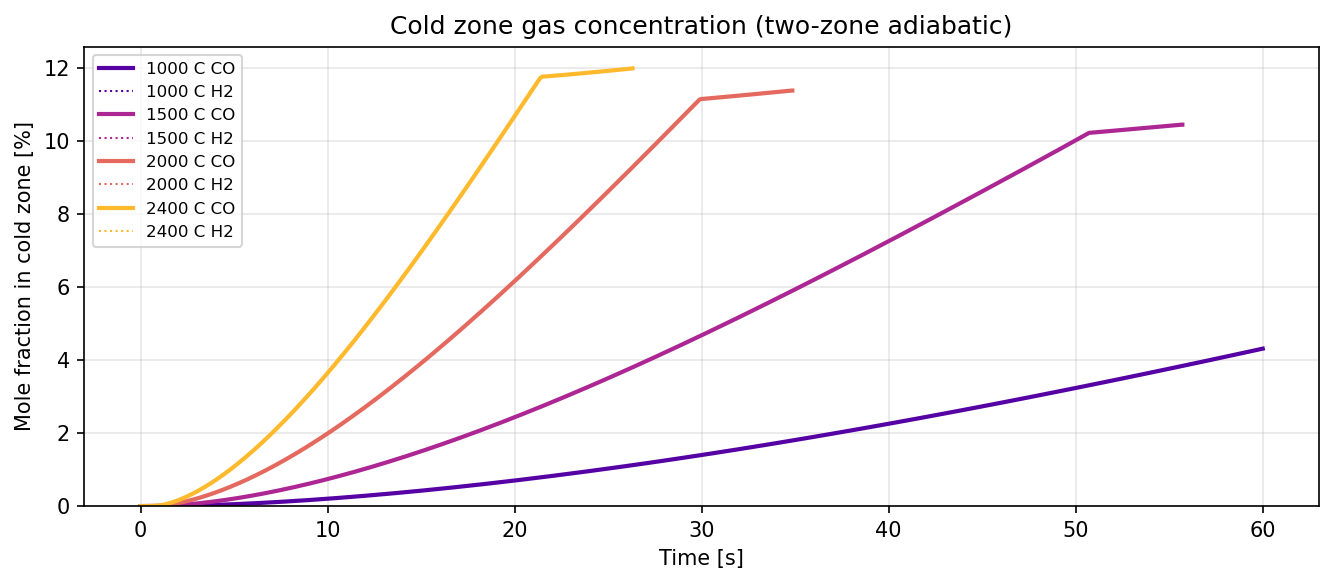 Cold zone gas concentration (two-zone adiabatic)
Mole fraction in cold zone [%]
12
10
8
6
4
2
0
1000 C CO
1000 C H2
1500 C CO
1500 C H2
2000 C CO
2000 C H2
2400 C CO
2400 C H2
0 10 20 30 40 50 60
Time [s]